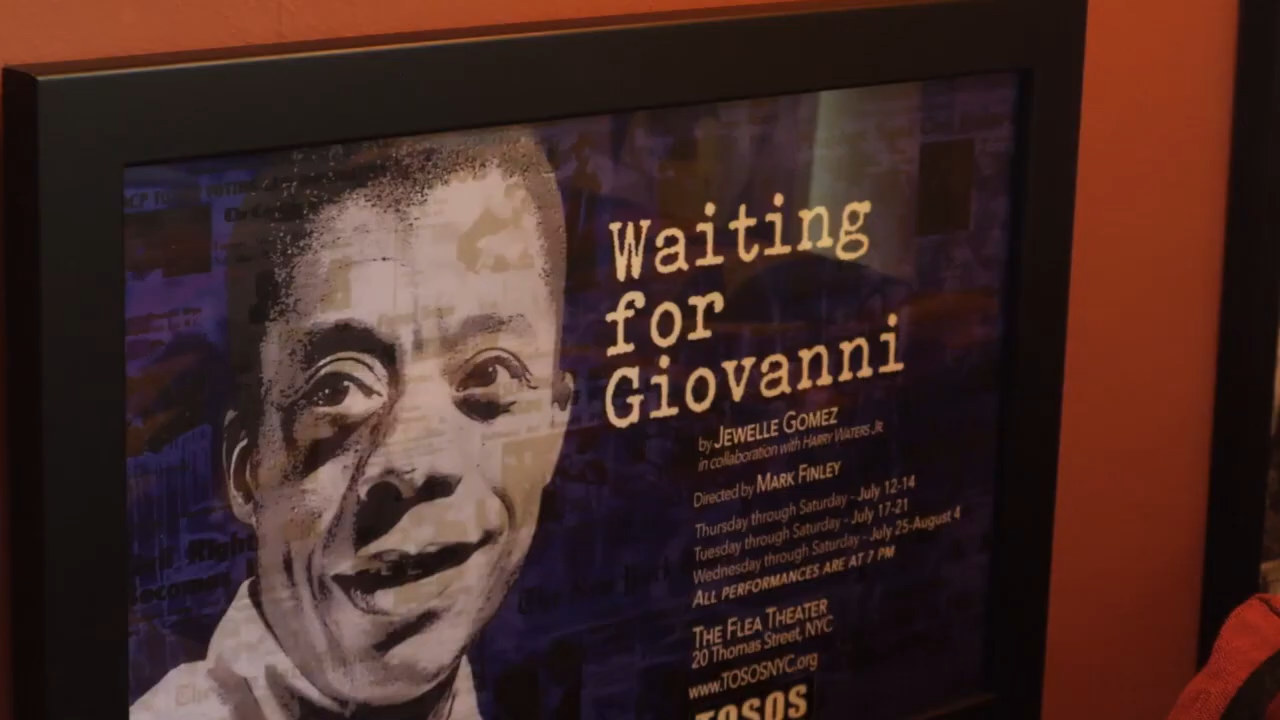 Waiting
for
Giovanni
by JEWELLE GOMEZ
in collaboration with HARRY WATERS JR.
Directed by MARK FINLEY
Thursday through Saturday - July 12-14
Tuesday through Saturday - July 17-21
Wednesday through Saturday - July 25-August 4
ALL PERFORMANCES ARE AT 7 PM
THE FLEA THEATER
20 Thomas Street, NYC
www.TOSOSNYC.org
TOSOS